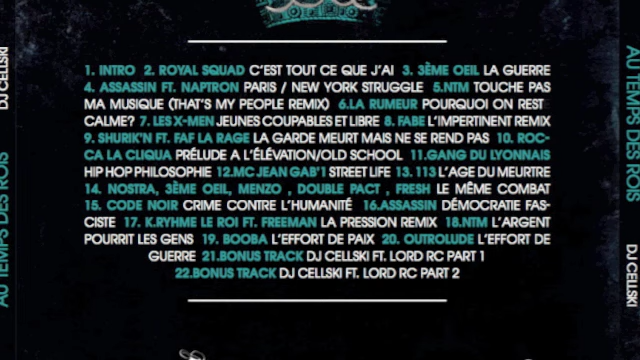 1. INTRO 2. ROYAL SQUAD C'EST TOUT CE QUE J'AI 3. 3ÈME OEIL LA GUERRE
4. ASSASSIN FT. NAPTRON PARIS / NEW YORK STRUGGLE 5.NTM TOUCHE PAS
MA MUSIQUE (THAT'S MY PEOPLE REMIX) 6.LA RUMEUR POURQUOI ON REST
CALME? 7. LES X-MEN JEUNES COUPABLES ET LIBRE 8. FABE L'IMPERTINENT REMIX
9. SHURIK'N FT. FAF LA RAGE LA GARDE MEURT MAIS NE SE REND PAS 10. ROC-
CA LA CLIQUA PRÉLUDE A L'ÉLÉVATION/OLD SCHOOL 11.GANG DU LYONNAIS
HIP HOP PHILOSOPHIE 12.MC JEAN GAB'1 STREET LIFE 13. 113 L'AGE DU MEURTRE
14. NOSTRA, 3ÈME OEIL, MENZO , DOUBLE PACT , FRESH LE MÊME COMBAT
15. CODE NOIR CRIME CONTRE L'HUMANITÉ 16.ASSASSIN DÉMOCRATIE FAS-
CISTE 17. K.RHYME LE ROI FT. FREEMAN LA PRESSION REMIX 18.NTM L'ARGENT
POURRIT LES GENS 19. BOOBA L'EFFORT DE PAIX 20. OUTROLUDE L'EFFORT DE
GUERRE 21.BONUS TRACK DJ CELLSKI FT. LORD RC PART 1
22.BONUS TRACK DJ CELLSKI FT. LORD RC PART 2
AU TEMPS DES ROIS DJ CELLSKI
AU TEMPS DES ROIS DJ CELLSKI